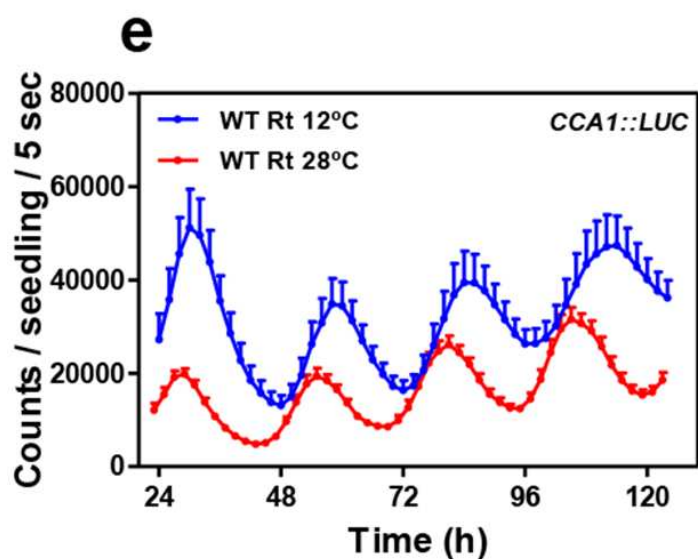 e
Counts / seedling / 5 sec
80000
60000
40000
20000
0
WT Rt 12ºC
WT Rt 28ºC
CCA1::LUC
24 48 72 96 120
Time (h)